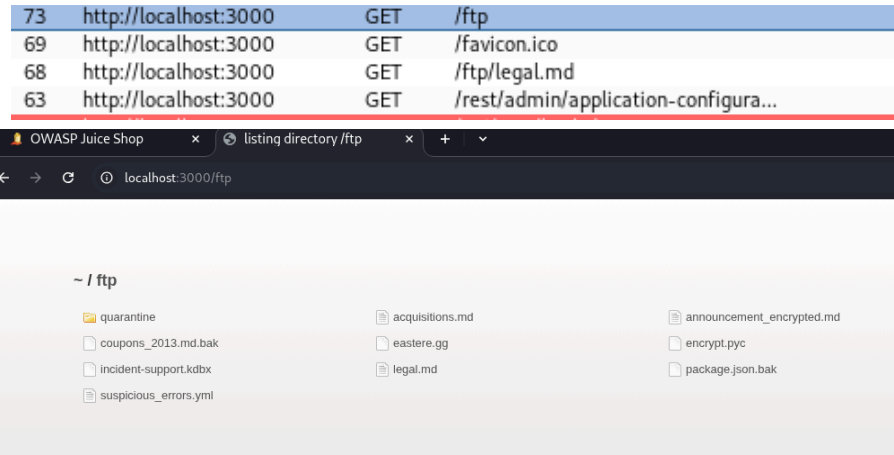 73 http://localhost:3000 GET /ftp
69 http://localhost:3000 GET /favicon.ico
68 http://localhost:3000 GET /ftp/legal.md
63 http://localhost:3000 GET /rest/admin/application-configura...
OWASP Juice Shop × listing directory /ftp × +
localhost:3000/ftp
~ / ftp
quarantine acquisitions.md announcement_encrypted.md
coupons_2013.md.bak eastere.gg encrypt.pyc
incident-support.kdbx legal.md package.json.bak
suspicious_errors.yml